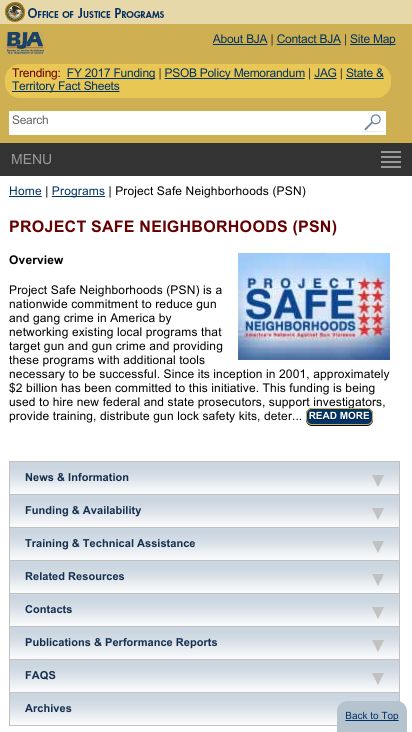 OFFICE OF JUSTICE PROGRAMS
BJA
About BJA | Contact BJA | Site Map
Trending: FY 2017 Funding | PSOB Policy Memorandum | JAG | State &
Territory Fact Sheets
Search
MENU
Home | Programs | Project Safe Neighborhoods (PSN)
PROJECT SAFE NEIGHBORHOODS (PSN)
Overview
PROJECT
SAFE
NEIGHBORHOODS
America's Network Against Gun Violence
Project Safe Neighborhoods (PSN) is a
nationwide commitment to reduce gun
and gang crime in America by
networking existing local programs that
target gun and gun crime and providing
these programs with additional tools
necessary to be successful. Since its inception in 2001, approximately
$2 billion has been committed to this initiative. This funding is being
used to hire new federal and state prosecutors, support investigators,
provide training, distribute gun lock safety kits, deter... READ MORE
News & Information
Funding & Availability
Training & Technical Assistance
Related Resources
Contacts
Publications & Performance Reports
FAQS
Archives
Back to Top